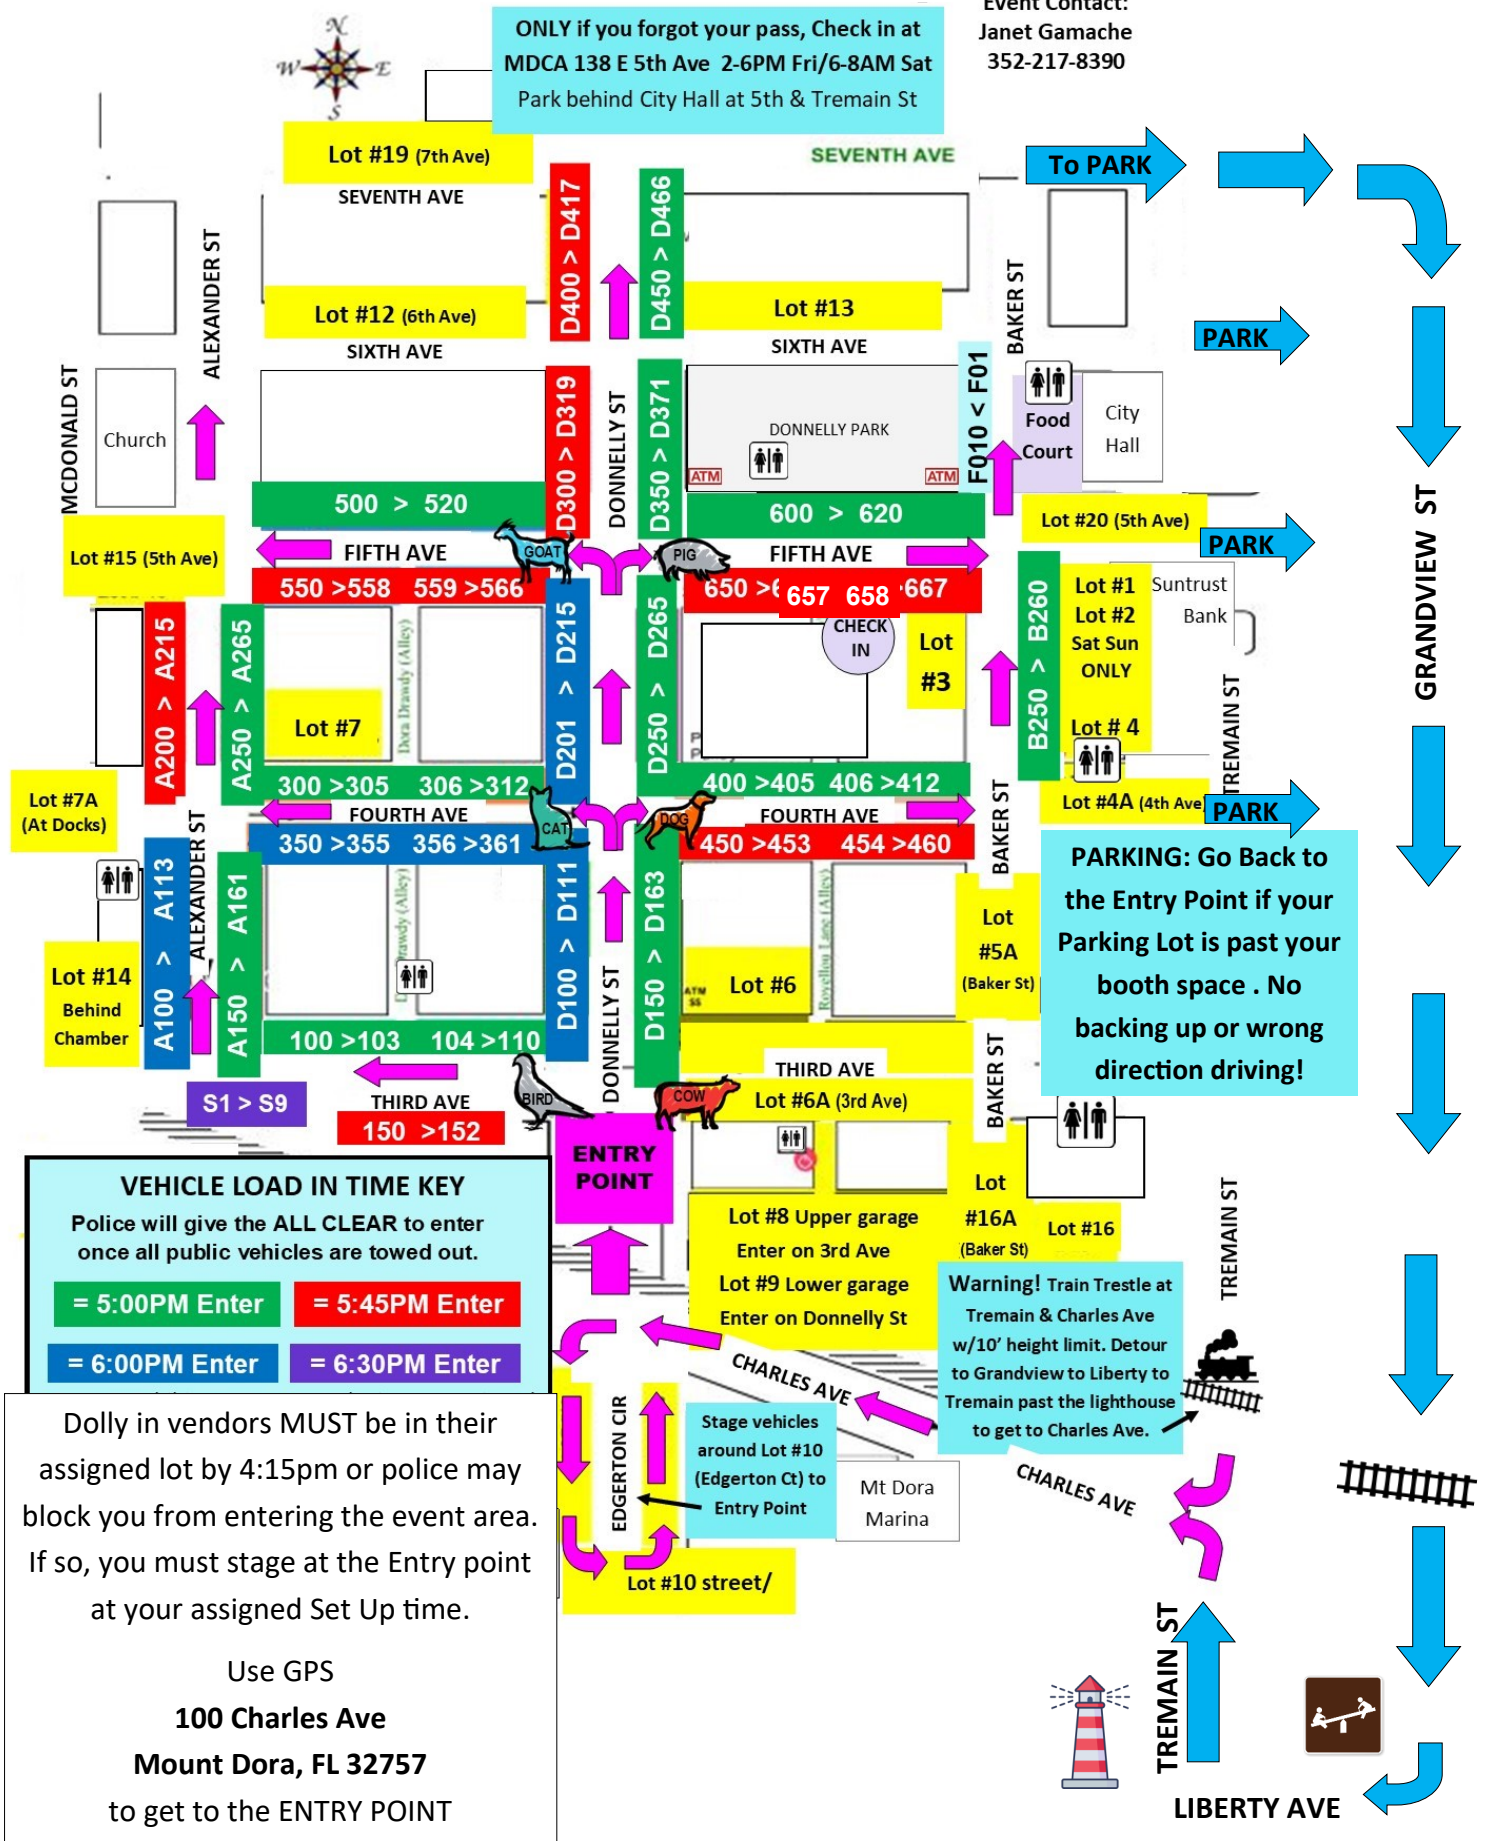 Event Contact:
Janet Gamache
352-217-8390
ONLY if you forgot your pass, Check in at
MDCA 138 E 5th Ave 2-6PM Fri/6-8AM Sat
Park behind City Hall at 5th & Tremain St
N
W
E
S
Lot #19 (7th Ave)
SEVENTH AVE
SEVENTH AVE
To PARK
D400 > D417
D450 > D466
ALEXANDER ST
Lot #12 (6th Ave)
Lot #13
BAKER ST
PARK
SIXTH AVE
SIXTH AVE
MCDONALD ST
Church
D300 > D319
DONNELLY ST
D350 > D371
DONNELLY PARK
ATM
ATM
F010 < F01
Food
Court
City
Hall
500 > 520
600 > 620
Lot #20 (5th Ave)
GRANDVIEW ST
Lot #15 (5th Ave)
FIFTH AVE
GOAT
PIG
FIFTH AVE
PARK
550 >558 559 >566
650 >6
657 658
>667
CHECK
IN
Lot
#3
A200 > A215
A250 > A265
Lot #7
Dora Drawdy (Alley)
D201 > D215
D250 > D265
B250 > B260
Lot #1
Lot #2
Sat Sun
ONLY
Lot # 4
Suntrust
Bank
TREMAIN ST
P
P
300 >305 306 >312
400 >405 406 >412
Lot #7A
(At Docks)
FOURTH AVE
CAT
DOG
FOURTH AVE
BAKER ST
Lot #4A (4th Ave)
PARK
350 >355 356 >361
450 >453 454 >460
A100 > A113
ALEXANDER ST
A150 > A161
Drawdy (Alley)
D100 > D111
DONNELLY ST
D150 > D163
Royellou Lane (Alley)
ATM
SS
Lot #6
Lot
#5A
(Baker St)
PARKING: Go Back to
the Entry Point if your
Parking Lot is past your
booth space . No
backing up or wrong
direction driving!
Lot #14
Behind
Chamber
100 >103 104 >110
S1 > S9
THIRD AVE
150 >152
BIRD
COW
THIRD AVE
Lot #6A (3rd Ave)
BAKER ST
ENTRY
POINT
VEHICLE LOAD IN TIME KEY
Police will give the ALL CLEAR to enter
once all public vehicles are towed out.
= 5:00PM Enter
= 5:45PM Enter
= 6:00PM Enter
= 6:30PM Enter
Lot #8 Upper garage
Enter on 3rd Ave
Lot #9 Lower garage
Enter on Donnelly St
Lot
#16A
(Baker St)
Lot #16
TREMAIN ST
Warning! Train Trestle at
Tremain & Charles Ave
w/10' height limit. Detour
to Grandview to Liberty to
Tremain past the lighthouse
to get to Charles Ave.
CHARLES AVE
CHARLES AVE
EDGERTON CIR
Stage vehicles
around Lot #10
(Edgerton Ct) to
Entry Point
Mt Dora
Marina
Lot #10 street/
Dolly in vendors MUST be in their
assigned lot by 4:15pm or police may
block you from entering the event area.
If so, you must stage at the Entry point
at your assigned Set Up time.
Use GPS
100 Charles Ave
Mount Dora, FL 32757
to get to the ENTRY POINT
TREMAIN ST
LIBERTY AVE